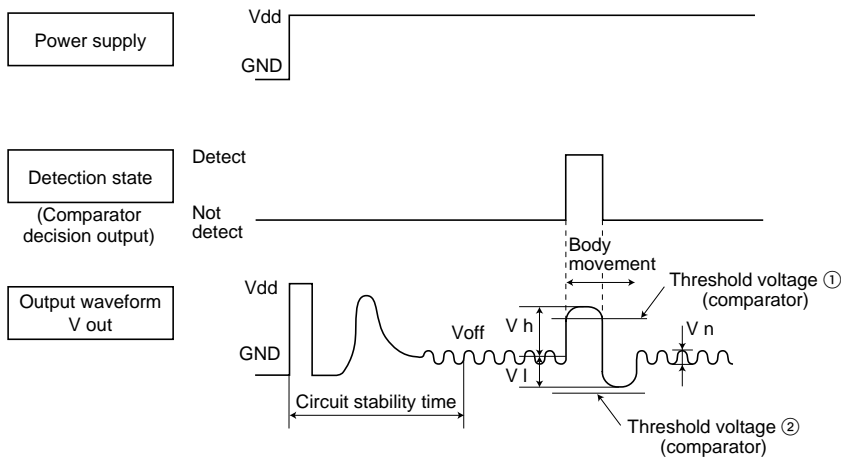 Vdd
Power supply
GND
Detect
Detection state
(Comparator
decision output)
Not
detect
Body
movement
Threshold voltage ①
(comparator)
Vdd
Output waveform
V out
Voff
V h
V n
GND
V l
Circuit stability time
Threshold voltage ②
(comparator)